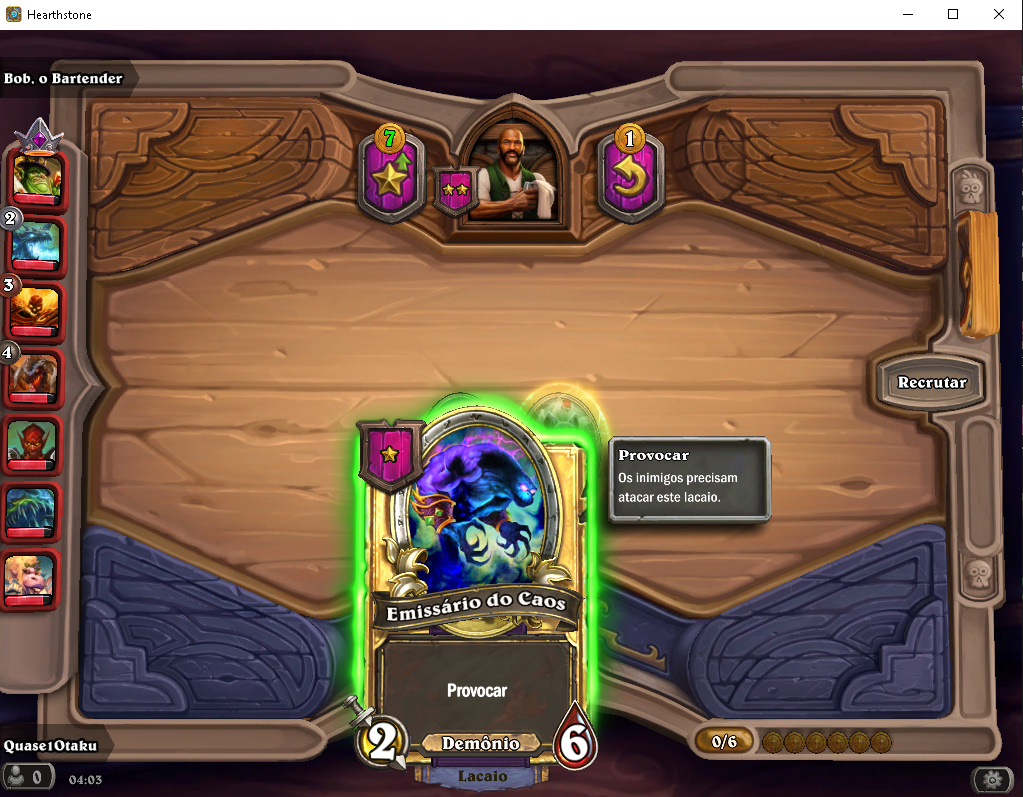 Hearthstone
Bob, o Bartender
7
1
2
3
4
Recrutar
Provocar
Os inimigos precisam
atacar este lacaio.
Emissário do Caos
Provocar
2
Demônio
6
Lacaio
0/6
Quase1Otaku
0
04:03